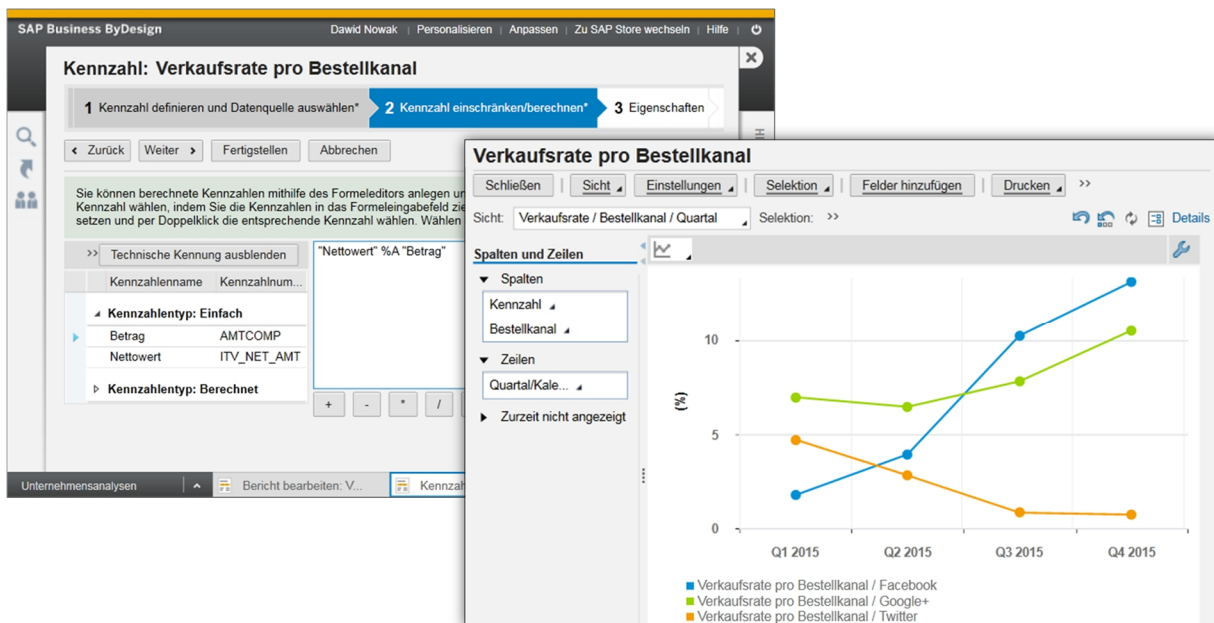 SAP Business ByDesign
Dawid Nowak | Personalisieren | Anpassen | Zu SAP Store wechseln | Hilfe
Kennzahl: Verkaufsrate pro Bestellkanal
1 Kennzahl definieren und Datenquelle auswählen*
2 Kennzahl einschränken/berechnen*
3 Eigenschaften
Zurück
Weiter
Fertigstellen
Abbrechen
Sie können berechnete Kennzahlen mithilfe des Formeleditors anlegen
Kennzahl wählen, indem Sie die Kennzahlen in das Formeleingabefeld
setzen und per Doppelklick die entsprechende Kennzahl wählen. Wählen
>> Technische Kennung ausblenden
"Nettowert" %A "Betrag"
Kennzahlenname Kennzahlnum...
Kennzahlentyp: Einfach
Betrag AMTCOMP
Nettowert ITV_NET_AMT
Kennzahlentyp: Berechnet
+ - * /
Unternehmensanalysen
Bericht bearbeiten: V...
Kennzah
Verkaufsrate pro Bestellkanal
Schließen | Sicht | Einstellungen | Selektion | Felder hinzufügen | Drucken >>
Sicht: Verkaufsrate / Bestellkanal / Quartal Selektion: >>
Details
Spalten und Zeilen
Spalten
Kennzahl
Bestellkanal
Zeilen
Quartal/Kale...
Zurzeit nicht angezeigt
(%)
10
5
0
Q1 2015 Q2 2015 Q3 2015 Q4 2015
Verkaufsrate pro Bestellkanal / Facebook
Verkaufsrate pro Bestellkanal / Google+
Verkaufsrate pro Bestellkanal / Twitter